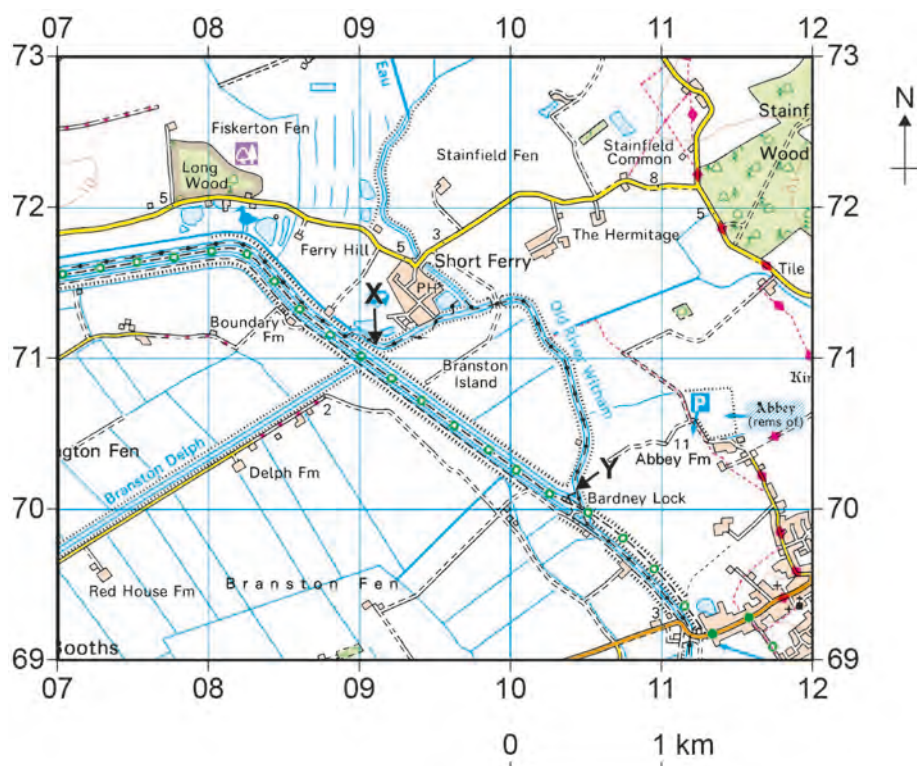 07 08 09 10 11 12
73 73
N
Eau
Fiskerton Fen
Stainfield Fen
Stainfield
Common
Stainf
Wood
Long
Wood
72 5 8 72
3 5
Ferry Hill 5 The Hermitage
Short Ferry
Tile
X
PH
Boundary
Fm
Old River Witham
71 71
Branston
Island
Kir
2
P
Abbey
(rems of)
ngton Fen
Branston Delph
11
Abbey Fm
Delph Fm
Y
Bardney Lock
70 70
Red House Fm
Branston Fen
3
Booths
69 69
07 08 09 10 11 12
0 1 km